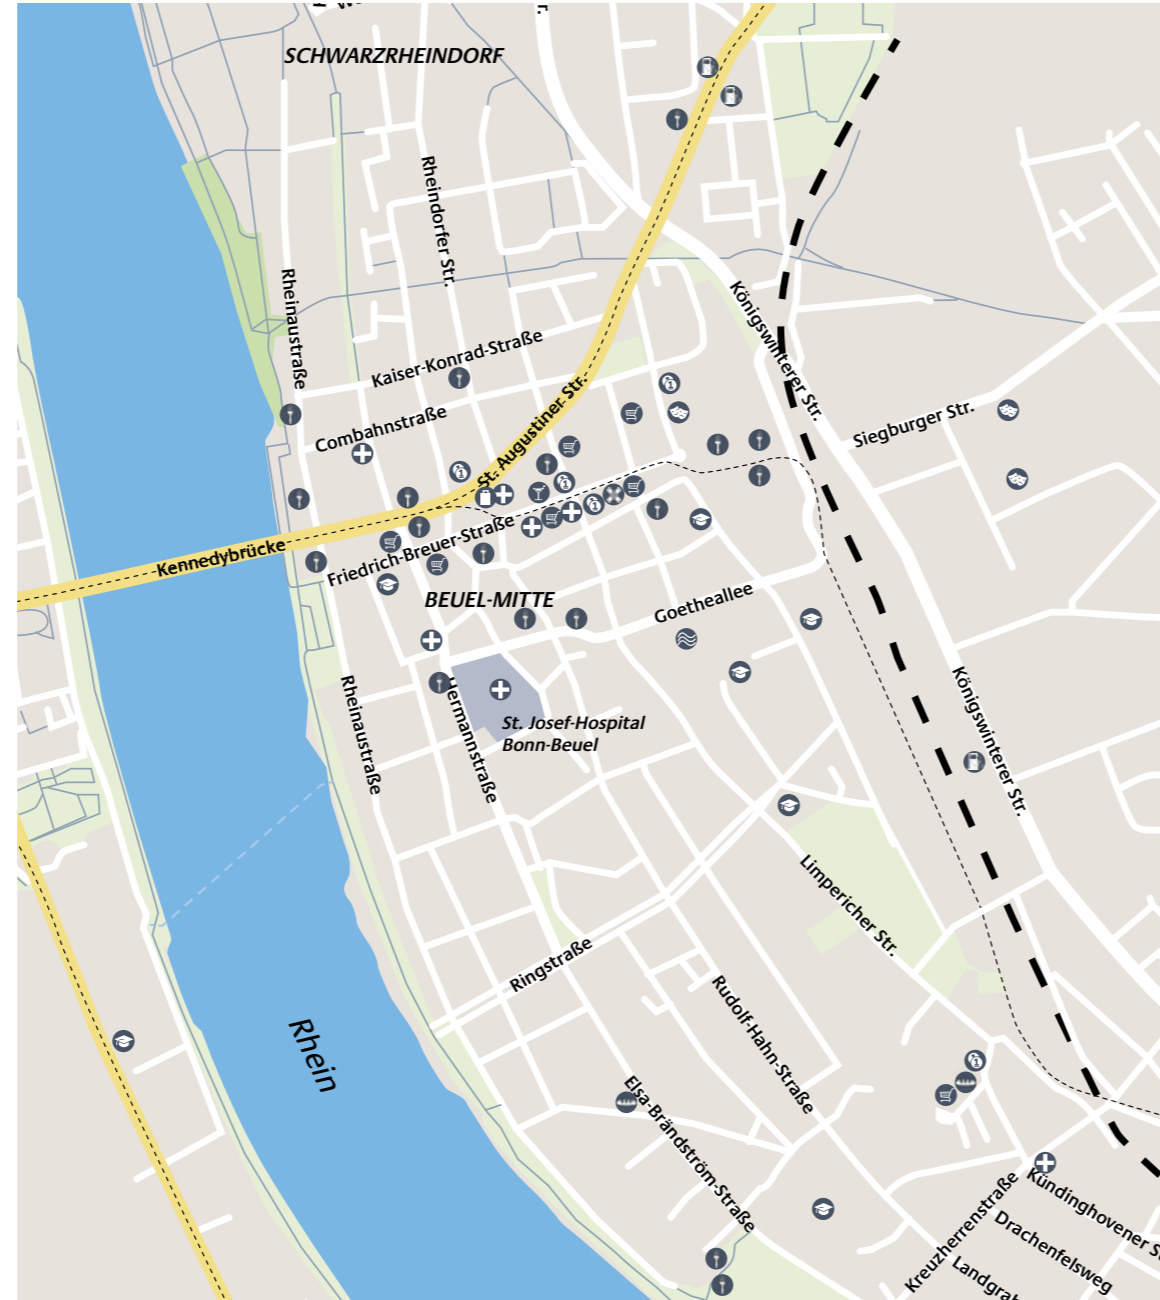 SCHWARZRHEINDORF
Rheindorfer Str.
Rheinaustraße
Königswinterer Str.
Kaiser-Konrad-Straße
Combahnstraße
St. Augustiner Str.
Siegburger Str.
Kennedybrücke
Friedrich-Breuer-Straße
BEUEL-MITTE
Goetheallee
Rheinaustraße
Hermannstraße
St. Josef-Hospital
Bonn-Beuel
Königswinterer Str.
Limpericher Str.
Ringstraße
Rudolf-Hahn-Straße
Rhein
Elsa-Brändström-Straße
Kreuzherrenstraße
Kündinghovener S
Drachenfelsweg
Landgra